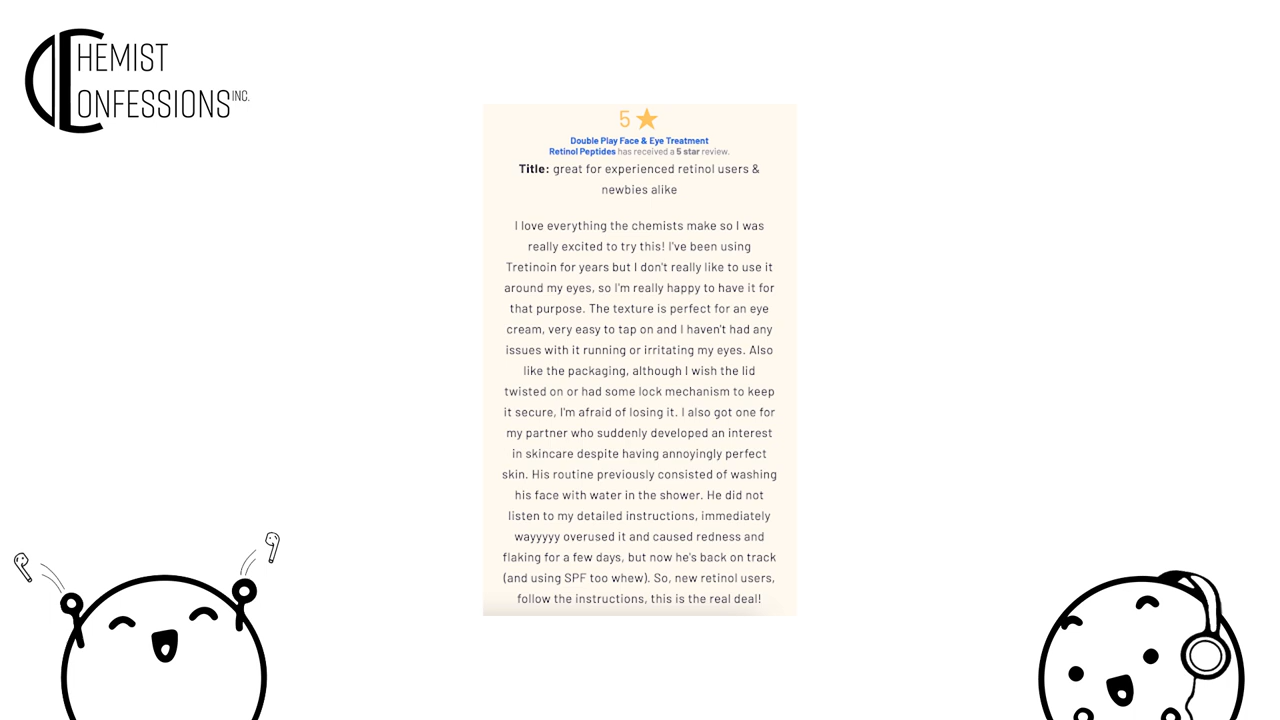 CHEMIST
CONFESSIONS INC.
5
Double Play Face & Eye Treatment
Retinol Peptides has received a 5 star review.
Title: great for experienced retinol users &
newbies alike
I love everything the chemists make so I was
really excited to try this! I've been using
Tretinoin for years but I don't really like to use it
around my eyes, so I'm really happy to have it for
that purpose. The texture is perfect for an eye
cream, very easy to tap on and I haven't had any
issues with it running or irritating my eyes. Also
like the packaging, although I wish the lid
twisted on or had some lock mechanism to keep
it secure, I'm afraid of losing it. I also got one for
my partner who suddenly developed an interest
in skincare despite having annoyingly perfect
skin. His routine previously consisted of washing
his face with water in the shower. He did not
listen to my detailed instructions, immediately
wayyyyy overused it and caused redness and
flaking for a few days, but now he's back on track
(and using SPF too whew). So, new retinol users,
follow the instructions, this is the real deal!